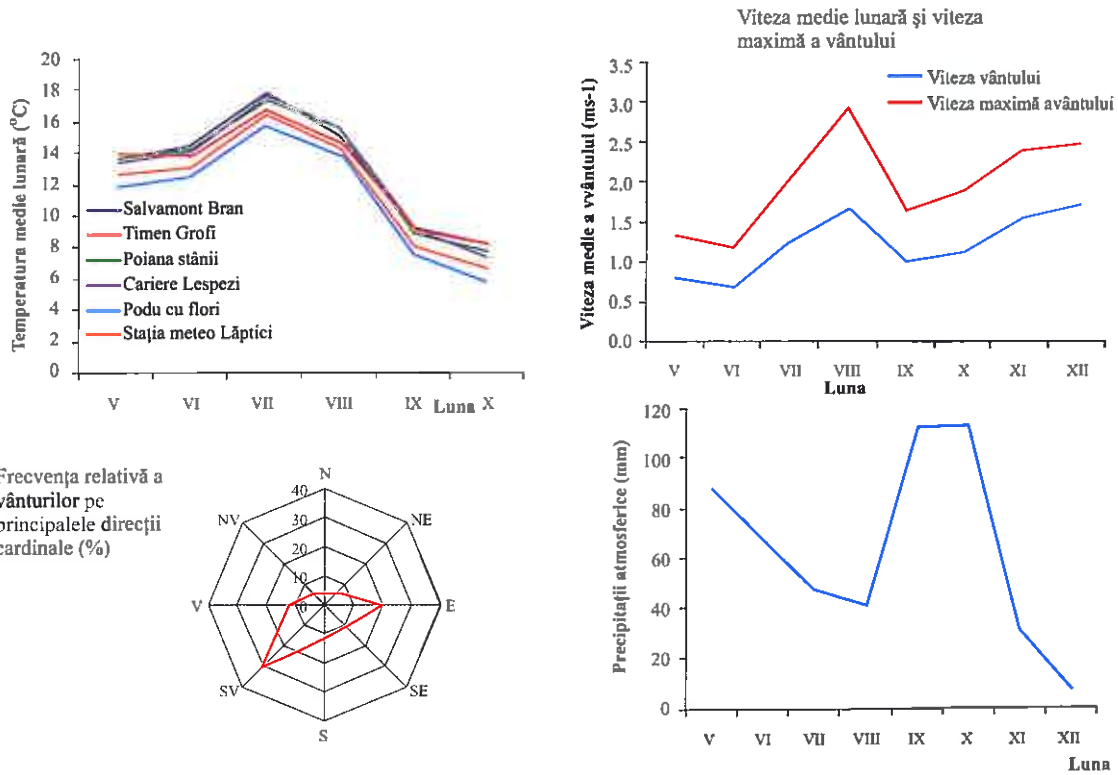 Temperatura medie lunară (°C)
20
18
16
14
12
10
8
6
4
2
0
Salvamont Bran
Timen Grofi
Poiana stânii
Cariere Lespezi
Podu cu flori
Stația meteo Lăptici
V VI VII VIII IX Luna X
Viteza medie lunară și viteza
maximă a vântului
Viteza medie a vvântului (ms-1)
3.5
3.0
2.5
2.0
1.5
1.0
0.5
0.0
Viteza vântului
Viteza maximă avântului
V VI VII VIII IX X XI XII
Luna
Frecvența relativă a
vânturilor pe
principalele direcții
cardinale (%)
N
NE
E
SE
S
SV
V
NV
40
30
20
10
0
Precipitații atmosferice (mm)
120
100
80
60
40
20
0
V VI VII VIII IX X XI XII
Luna